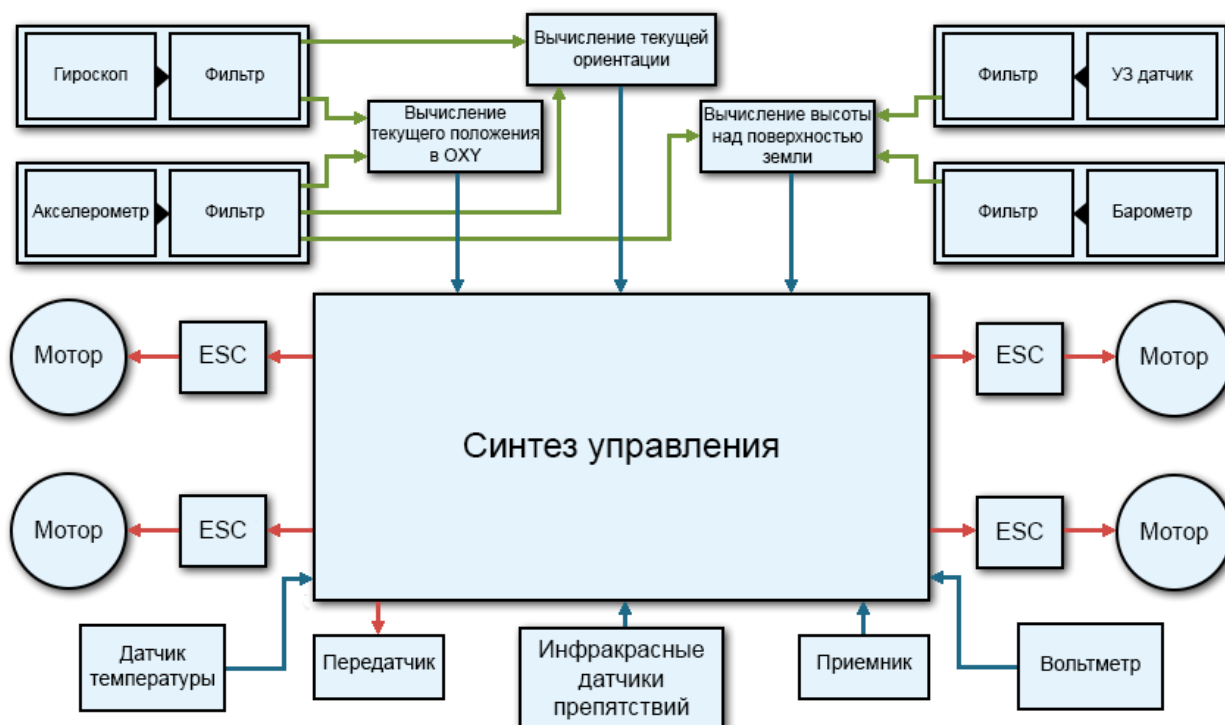 Гироскоп
Фильтр
Вычисление текущей
ориентации
Фильтр
УЗ датчик
Вычисление
текущего положения
в OXY
Вычисление высоты
над поверхностью
земли
Акселерометр
Фильтр
Фильтр
Барометр
Мотор
ESC
ESC
Мотор
Синтез управления
Мотор
ESC
ESC
Мотор
Датчик
температуры
Передатчик
Инфракрасные
датчики
препятствий
Приемник
Вольтметр